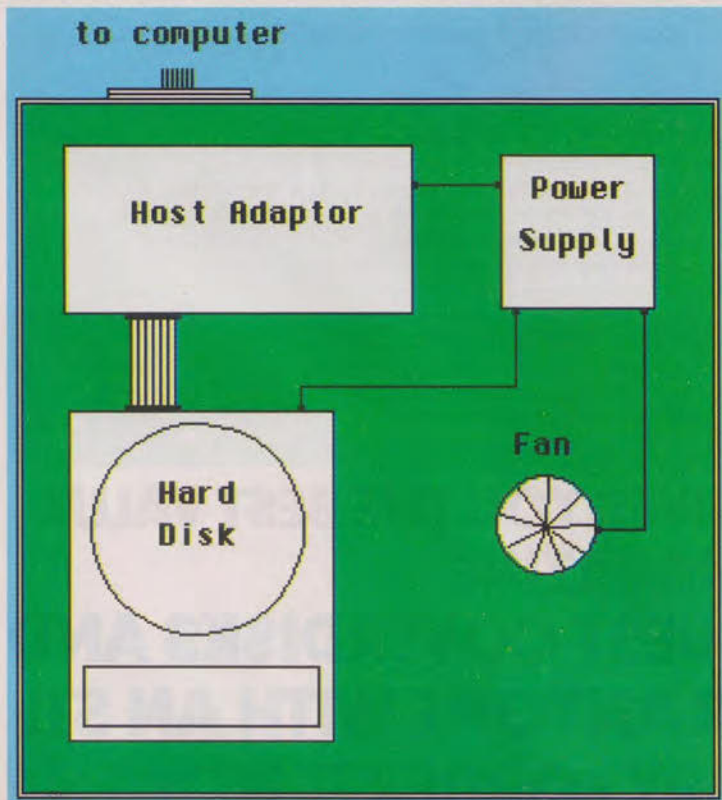 to computer
Host Adaptor
Power
Supply
Fan
Hard
Disk